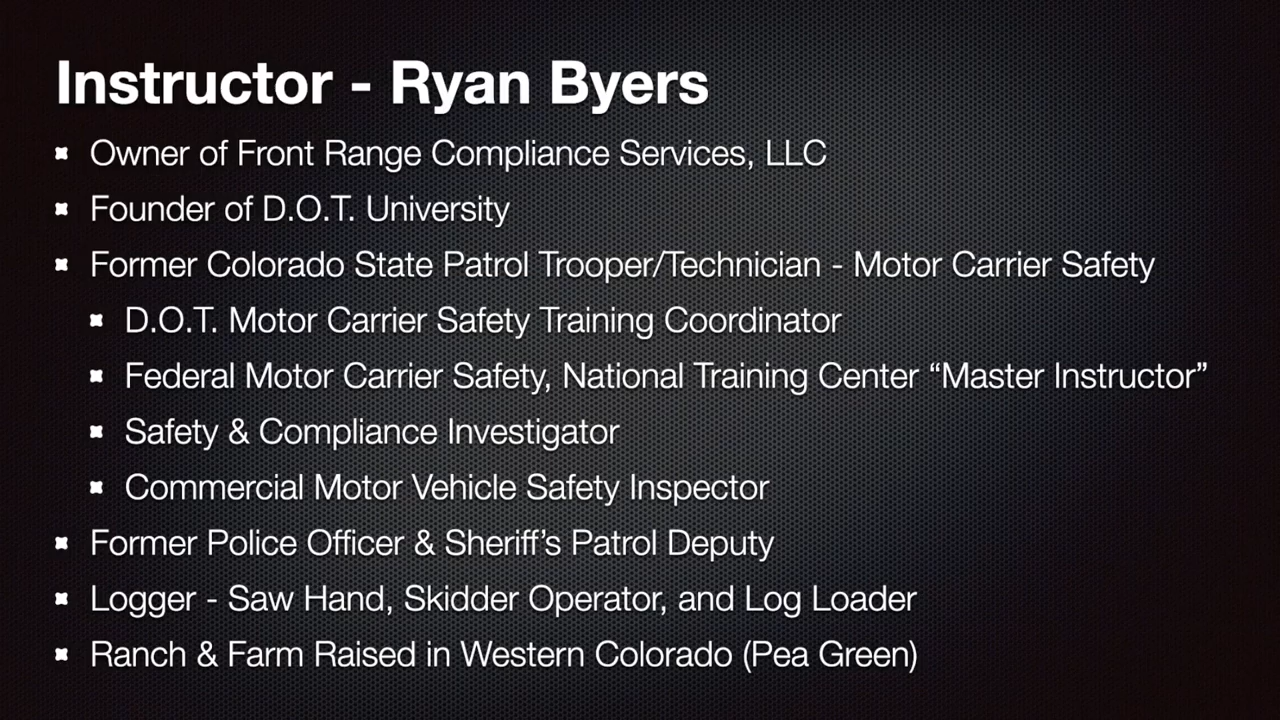 Instructor - Ryan Byers
Owner of Front Range Compliance Services, LLC
Founder of D.O.T. University
Former Colorado State Patrol Trooper/Technician - Motor Carrier Safety
D.O.T. Motor Carrier Safety Training Coordinator
Federal Motor Carrier Safety, National Training Center “Master Instructor”
Safety & Compliance Investigator
Commercial Motor Vehicle Safety Inspector
Former Police Officer & Sheriff’s Patrol Deputy
Logger - Saw Hand, Skidder Operator, and Log Loader
Ranch & Farm Raised in Western Colorado (Pea Green)